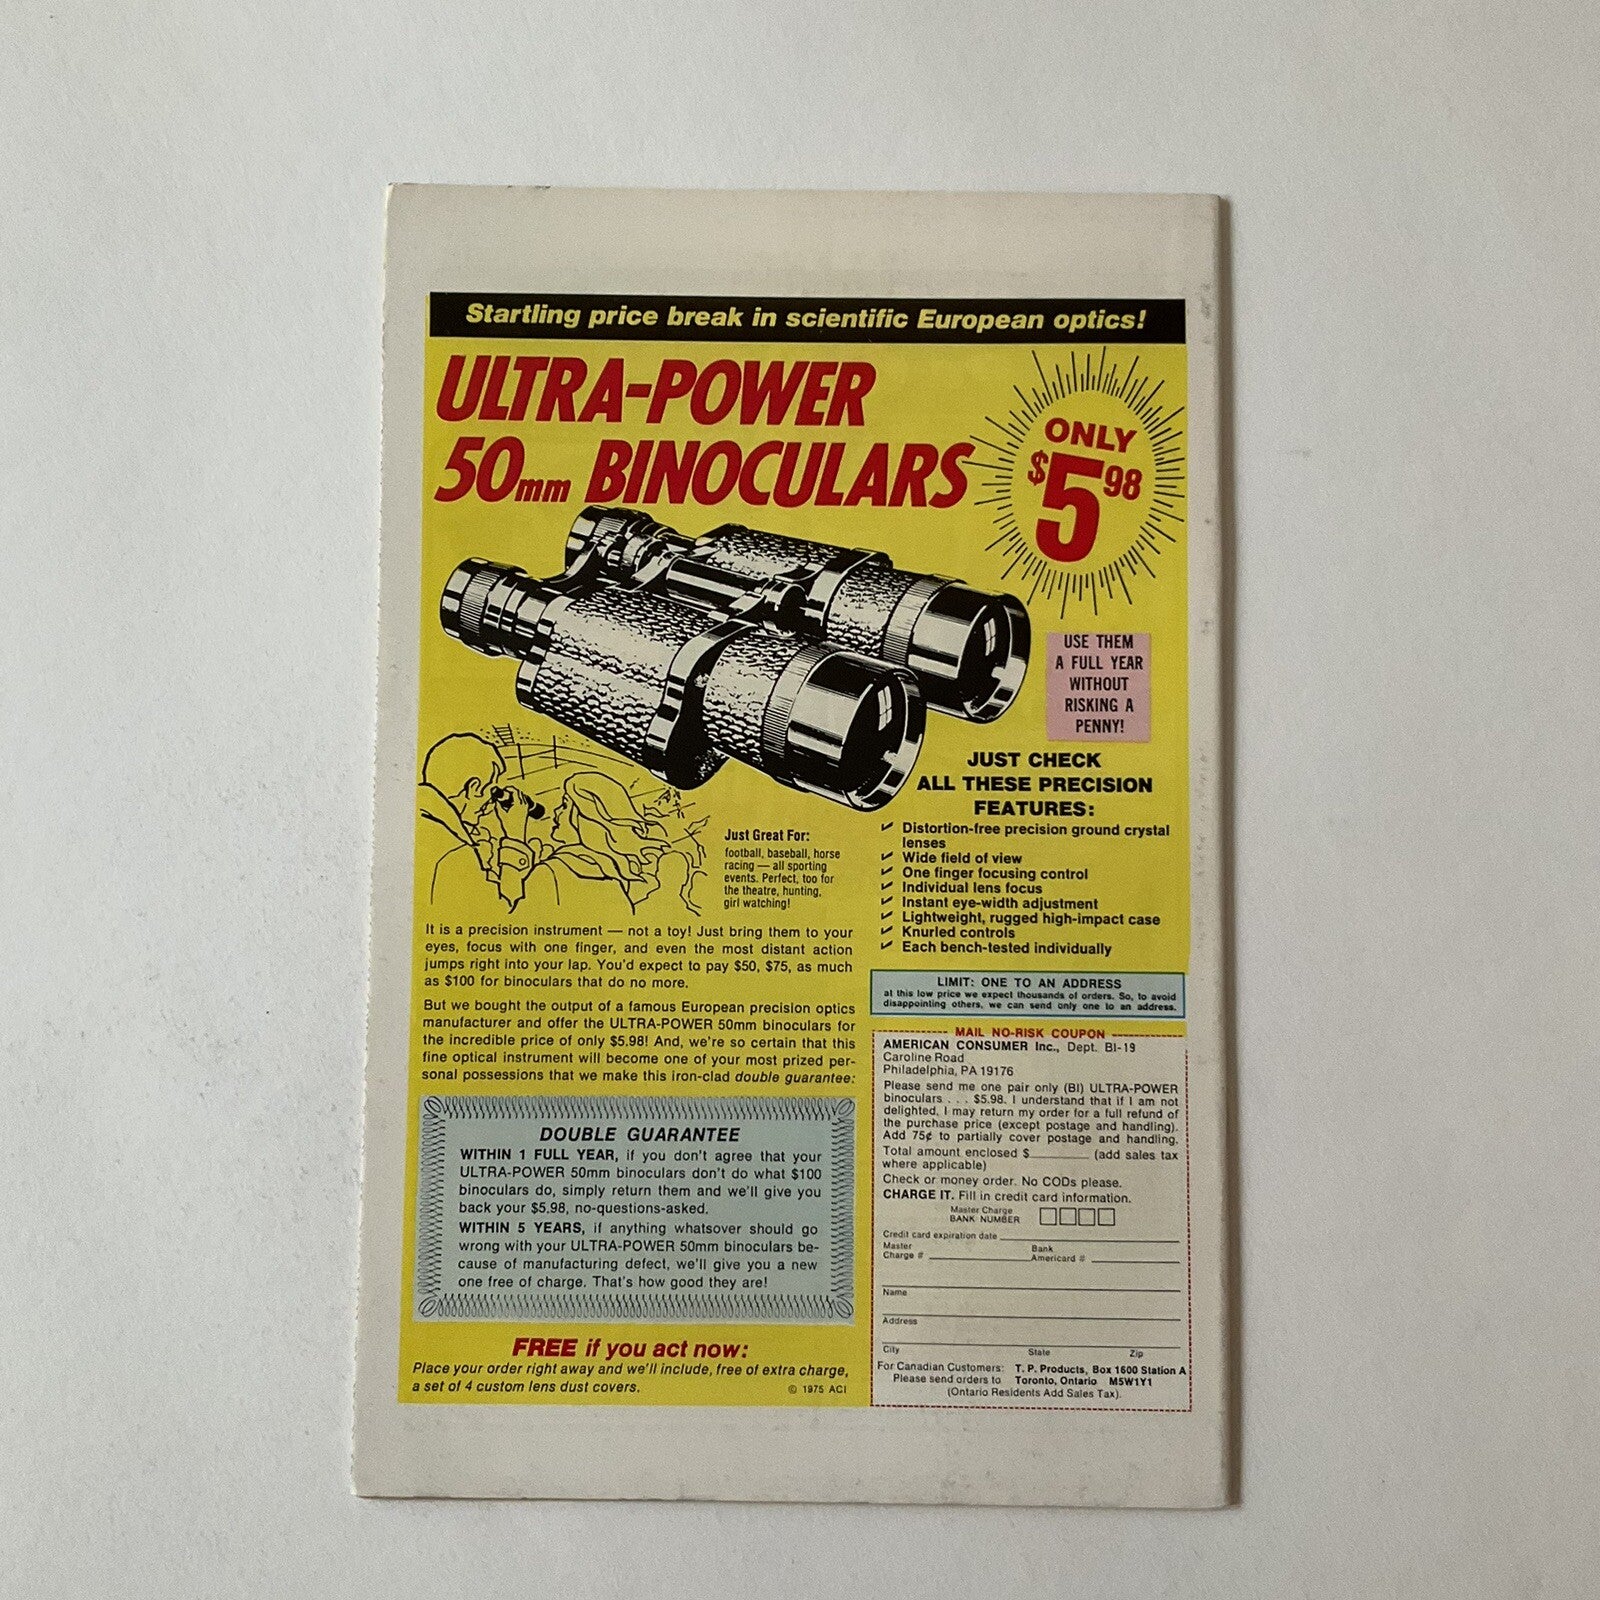 Startling price break in scientific European optics!
ULTRA-POWER
50mm BINOCULARS
ONLY
$5.98
USE THEM
A FULL YEAR
WITHOUT
RISKING A
PENNY!
JUST CHECK
ALL THESE PRECISION
FEATURES:
✓ Distortion-free precision ground crystal
lenses
✓ Wide field of view
✓ One finger focusing control
✓ Individual lens focus
✓ Instant eye-width adjustment
✓ Lightweight, rugged high-impact case
✓ Knurled controls
✓ Each bench-tested individually
Just Great For:
football, baseball, horse
racing — all sporting
events. Perfect, too for
the theatre, hunting,
girl watching!
It is a precision instrument — not a toy! Just bring them to your
eyes, focus with one finger, and even the most distant action
jumps right into your lap. You'd expect to pay $50, $75, as much
as $100 for binoculars that do no more.
But we bought the output of a famous European precision optics
manufacturer and offer the ULTRA-POWER 50mm binoculars for
the incredible price of only $5.98! And, we're so certain that this
fine optical instrument will become one of your most prized per-
sonal possessions that we make this iron-clad double guarantee:
DOUBLE GUARANTEE
WITHIN 1 FULL YEAR, if you don't agree that your
ULTRA-POWER 50mm binoculars don't do what $100
binoculars do, simply return them and we'll give you
back your $5.98, no-questions-asked.
WITHIN 5 YEARS, if anything whatsover should go
wrong with your ULTRA-POWER 50mm binoculars be-
cause of manufacturing defect, we'll give you a new
one free of charge. That's how good they are!
FREE if you act now:
Place your order right away and we'll include, free of extra charge,
a set of 4 custom lens dust covers.
© 1975 ACI
LIMIT: ONE TO AN ADDRESS
at this low price we expect thousands of orders. So, to avoid
disappointing others, we can send only one to an address.
MAIL NO-RISK COUPON
AMERICAN CONSUMER Inc., Dept. BI-19
Caroline Road
Philadelphia, PA 19176
Please send me one pair only (BI) ULTRA-POWER
binoculars . . . $5.98. I understand that if I am not
delighted, I may return my order for a full refund of
the purchase price (except postage and handling).
Add 75¢ to partially cover postage and handling.
Total amount enclosed $________ (add sales tax
where applicable)
Check or money order. No CODs please.
CHARGE IT. Fill in credit card information.
Master Charge
BANK NUMBER
Credit card expiration date
Master Charge #
Bank Americard #
Name
Address
City State Zip
For Canadian Customers: T. P. Products, Box 1600 Station A
Please send orders to Toronto, Ontario M5W1Y1
(Ontario Residents Add Sales Tax).